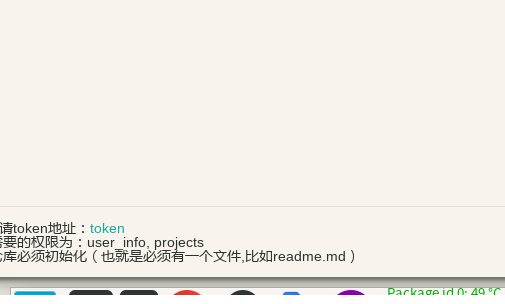 请token地址：token
需要的权限为：user_info, projects
仓库必须初始化（也就是必须有一个文件,比如readme.md）
Package id 0: 49 °C